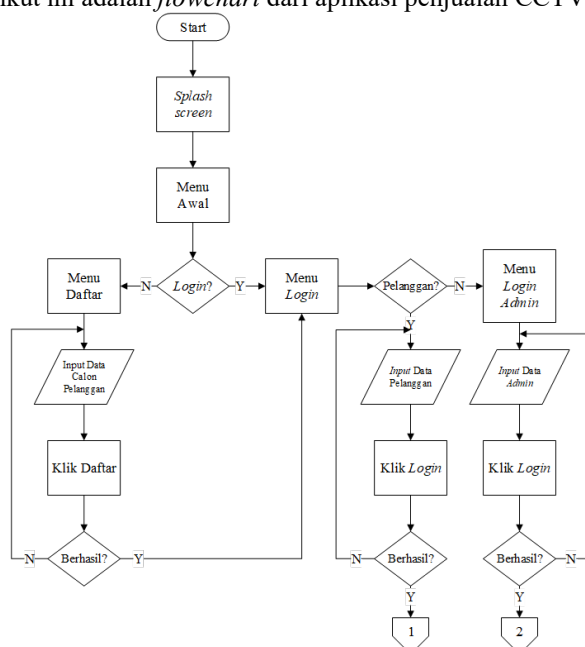 ikut ini adalah flowchart dari aplikasi penjualan CCTV
Start
Splash
screen
Menu
Awal
Login?
N
Y
Menu
Daftar
Menu
Login
Pelanggan?
N
Y
Menu
Login
Admin
Input Data
Calon
Pelanggan
Input Data
Pelanggan
Input Data
Admin
Klik Daftar
Klik Login
Klik Login
N
Berhasil?
Y
N
Berhasil?
Y
Berhasil?
N
Y
1
2